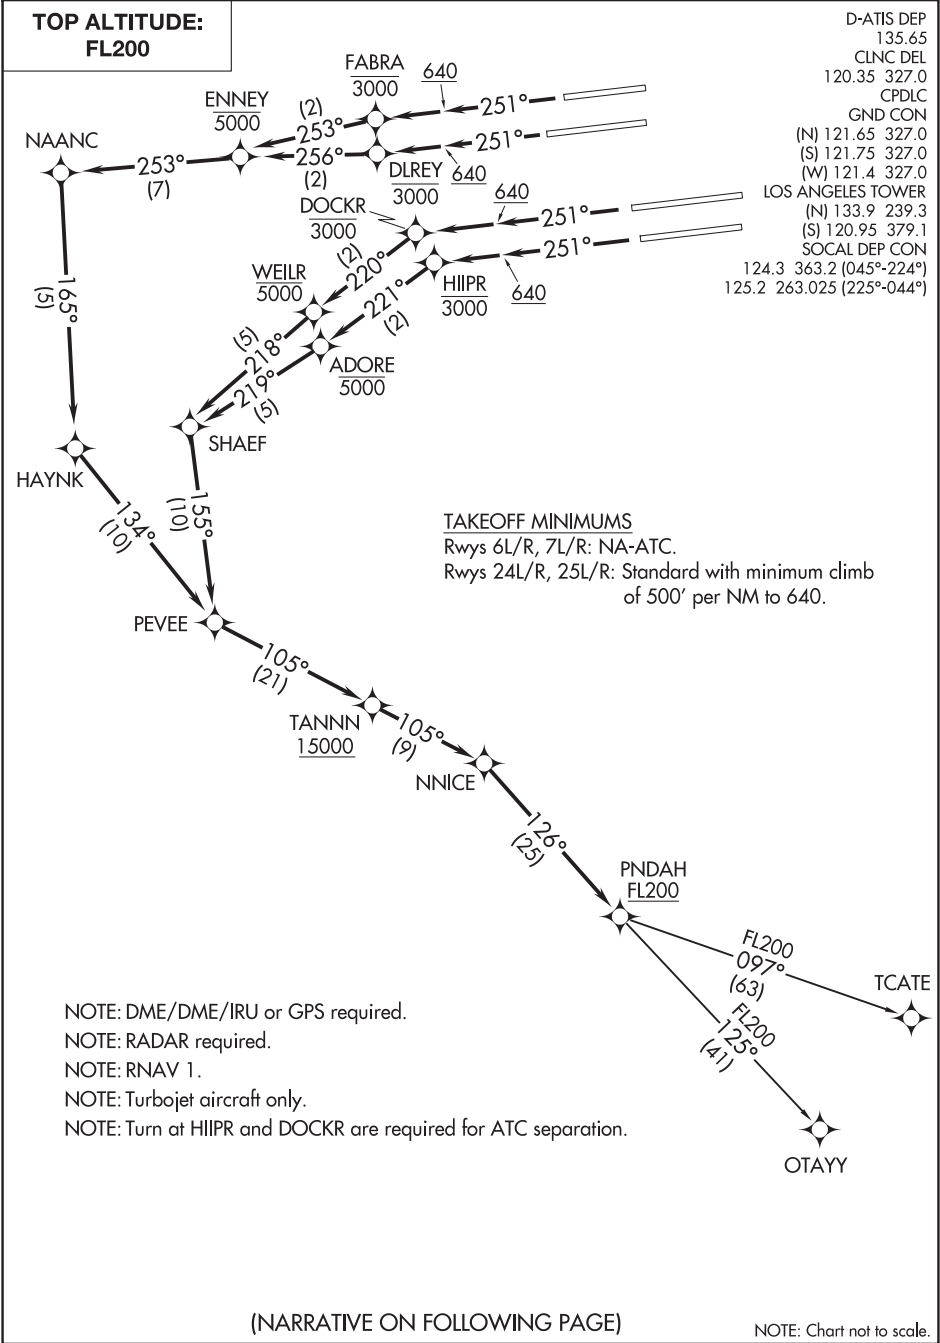 TOP ALTITUDE:
FL200
D-ATIS DEP
135.65
CLNC DEL
120.35 327.0
CPDLC
GND CON
(N) 121.65 327.0
(S) 121.75 327.0
(W) 121.4 327.0
LOS ANGELES TOWER
(N) 133.9 239.3
(S) 120.95 379.1
SOCAL DEP CON
124.3 363.2 (045°-224°)
125.2 263.025 (225°-044°)
FABRA
3000
640
251°
ENNEY
5000
(2)
253°
NAANC
253°
(7)
256°
(2)
DLREY
3000
640
251°
DOCKR
3000
640
251°
(2)
220°
HIIPR
3000
640
251°
WEILR
5000
221°
(2)
165°
(5)
(5)
218°
ADORE
5000
219°
(5)
SHAEF
HAYNK
134°
(10)
155°
(10)
TAKEOFF MINIMUMS
Rwys 6L/R, 7L/R: NA-ATC.
Rwys 24L/R, 25L/R: Standard with minimum climb
of 500' per NM to 640.
PEVEE
105°
(21)
TANNN
15000
105°
(9)
NNICE
126°
(25)
PNDAH
FL200
FL200
097°
(63)
TCATE
FL200
125°
(41)
OTAYY
NOTE: DME/DME/IRU or GPS required.
NOTE: RADAR required.
NOTE: RNAV 1.
NOTE: Turbojet aircraft only.
NOTE: Turn at HIIPR and DOCKR are required for ATC separation.
(NARRATIVE ON FOLLOWING PAGE)
NOTE: Chart not to scale.